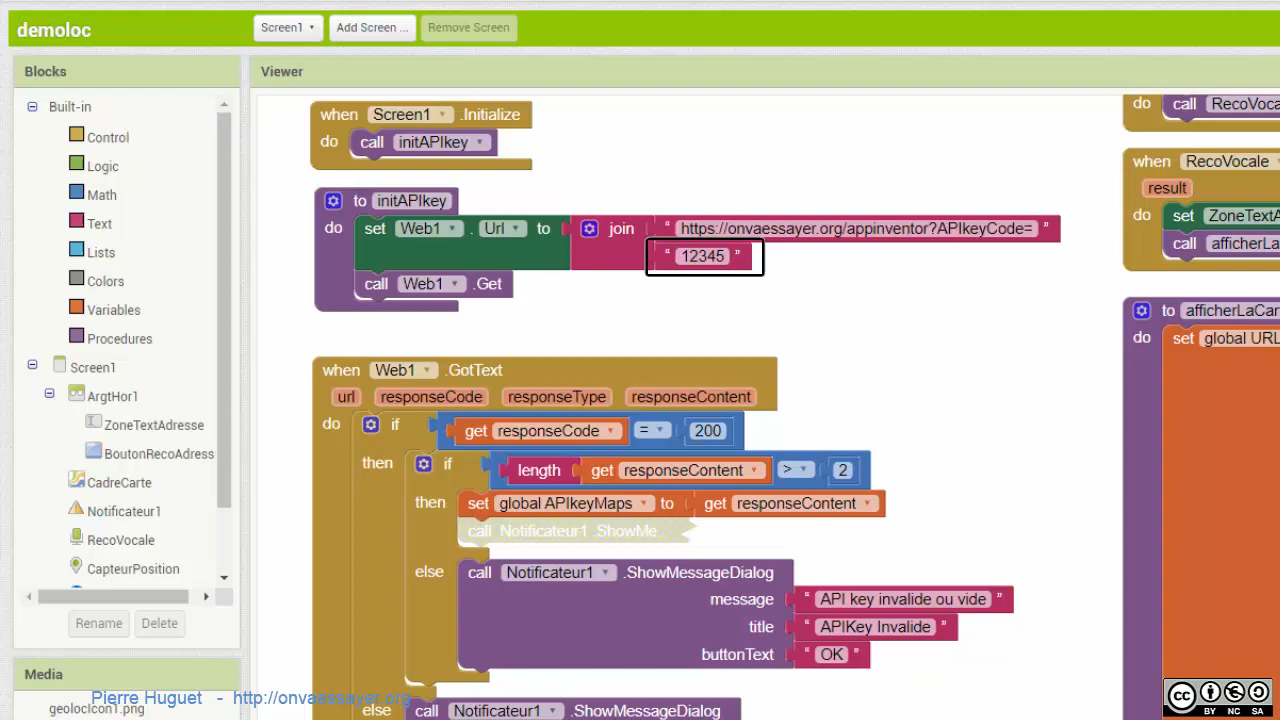 demoloc
Screen1
Add Screen ...
Remove Screen
Blocks
Viewer
Built-in
Control
Logic
Math
Text
Lists
Colors
Variables
Procedures
Screen1
ArgtHor1
ZoneTextAdresse
BoutonRecoAdress
CadreCarte
Notificateur1
RecoVocale
CapteurPosition
Rename
Delete
Media
geolocIcon1.png
when Screen1 .Initialize
do call initAPIkey
to initAPIkey
do set Web1 . Url to join “ https://onvaessayer.org/appinventor?APIkeyCode= ”
“ 12345 ”
call Web1 .Get
when Web1 .GotText
url responseCode responseType responseContent
do if get responseCode = 200
then if length get responseContent > 2
then set global APIkeyMaps to get responseContent
call Notificateur1 .ShowMe...
else call Notificateur1 .ShowMessageDialog
message “ API key invalide ou vide ”
title “ APIKey Invalide ”
buttonText “ OK ”
else call Notificateur1 .ShowMessageDialog
do call RecoVoca
when RecoVocale
result
do set ZoneTextA
call afficherLa
to afficherLaCar
do set global URL
Pierre Huguet - http://onvaessayer.org
cc
BY NC SA